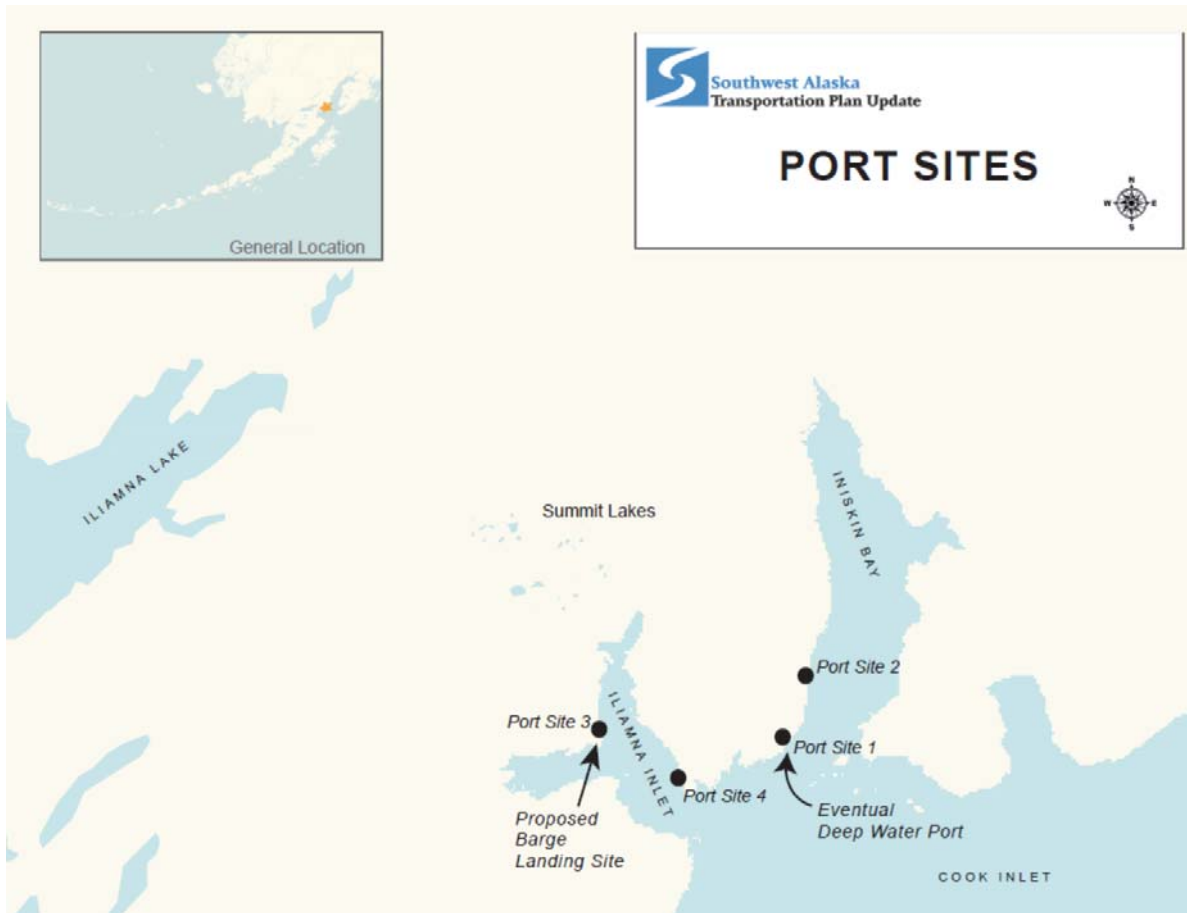 General Location
Southwest Alaska
Transportation Plan Update
PORT SITES
N
W
E
S
ILIAMNA LAKE
Summit Lakes
INISKIN BAY
Port Site 2
ILIAMNA INLET
Port Site 3
Port Site 1
Port Site 4
Proposed
Barge
Landing Site
Eventual
Deep Water Port
COOK INLET